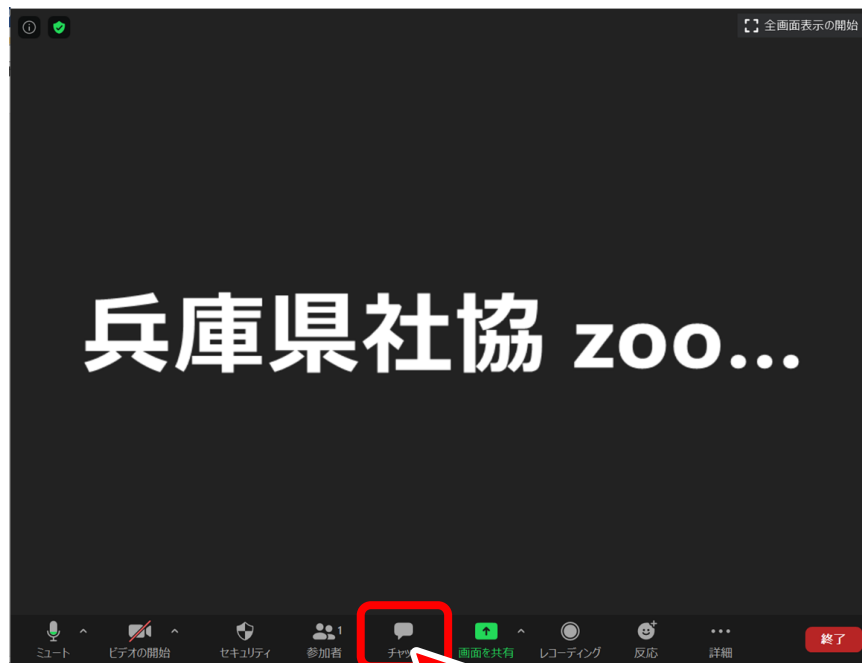 全画面表示の開始
兵庫県社協 zoo...
1
ミュート ビデオの開始 セキュリティ 参加者 画面を共有 レコーディング 反応 詳細 終了